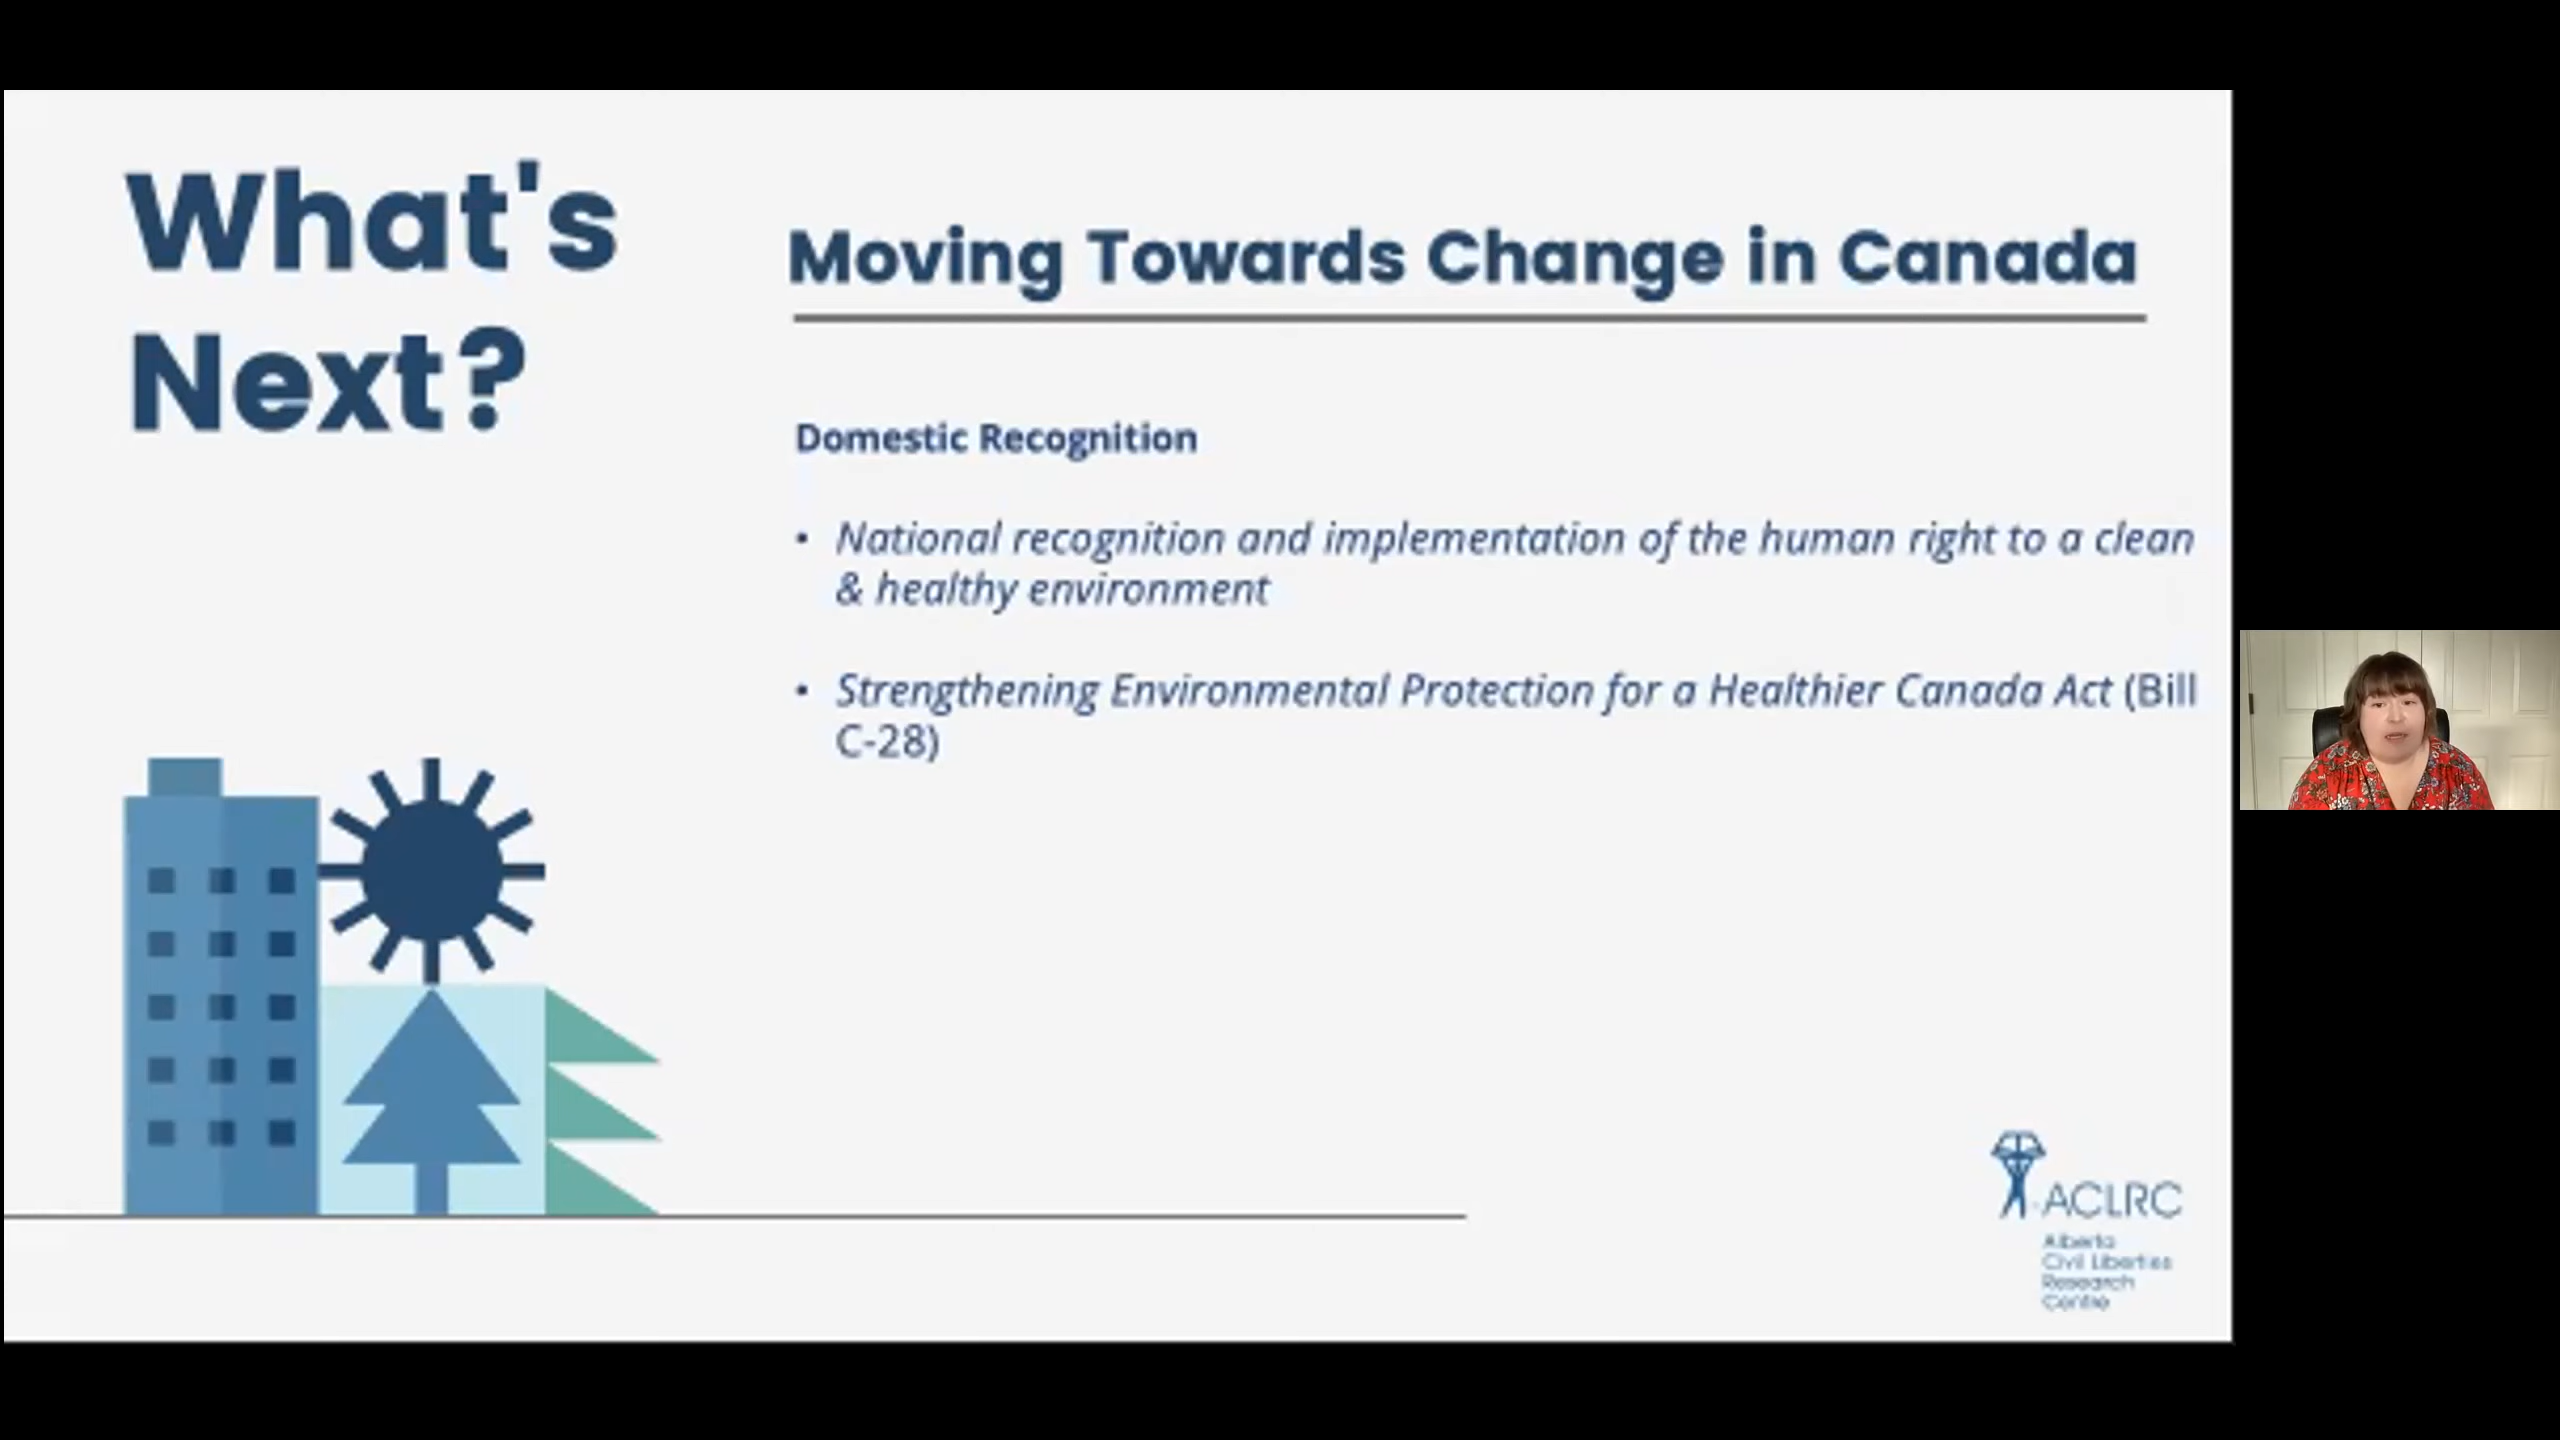 What's
Next?
Moving Towards Change in Canada
Domestic Recognition
• National recognition and implementation of the human right to a clean
& healthy environment
• Strengthening Environmental Protection for a Healthier Canada Act (Bill
C-28)
ACLRC
Alberta
Civil Liberties
Research
Centre